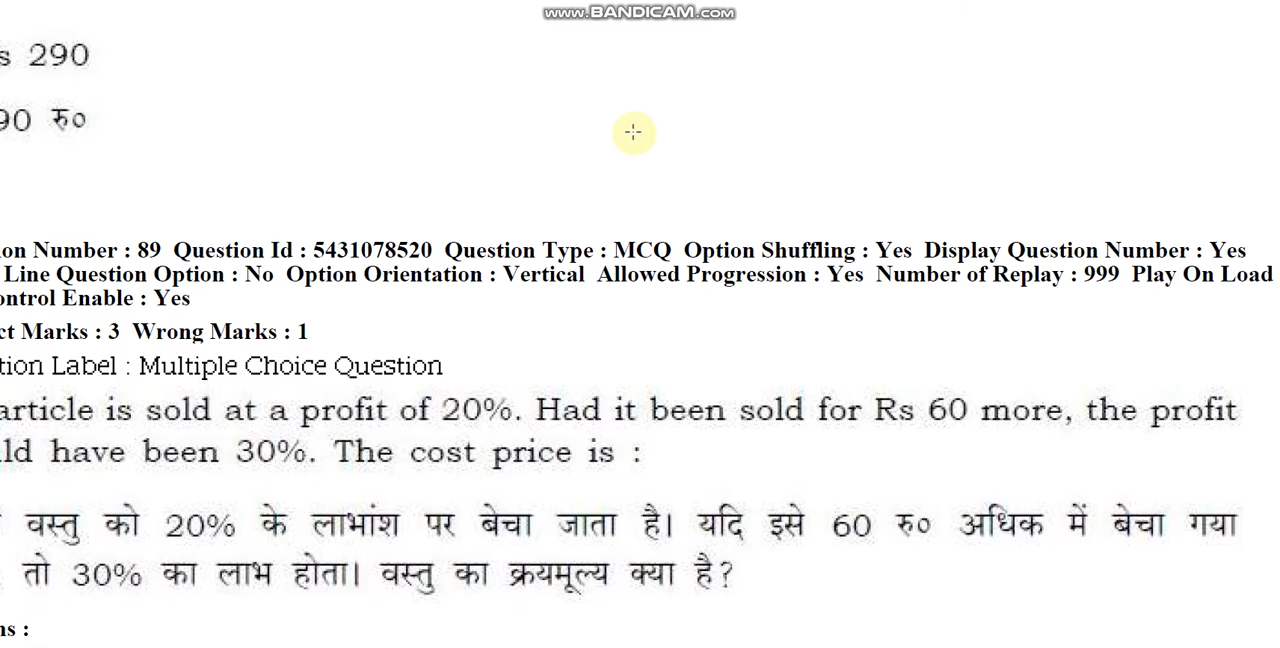 www.BANDICAM.com
s 290
90 रु०
on Number : 89 Question Id : 5431078520 Question Type : MCQ Option Shuffling : Yes Display Question Number : Yes
Line Question Option : No Option Orientation : Vertical Allowed Progression : Yes Number of Replay : 999 Play On Load
ontrol Enable : Yes
ct Marks : 3 Wrong Marks : 1
tion Label : Multiple Choice Question
article is sold at a profit of 20%. Had it been sold for Rs 60 more, the profit
ld have been 30%. The cost price is :
वस्तु को 20% के लाभांश पर बेचा जाता है। यदि इसे 60 रु० अधिक में बेचा गया
तो 30% का लाभ होता। वस्तु का क्रयमूल्य क्या है?
ns :